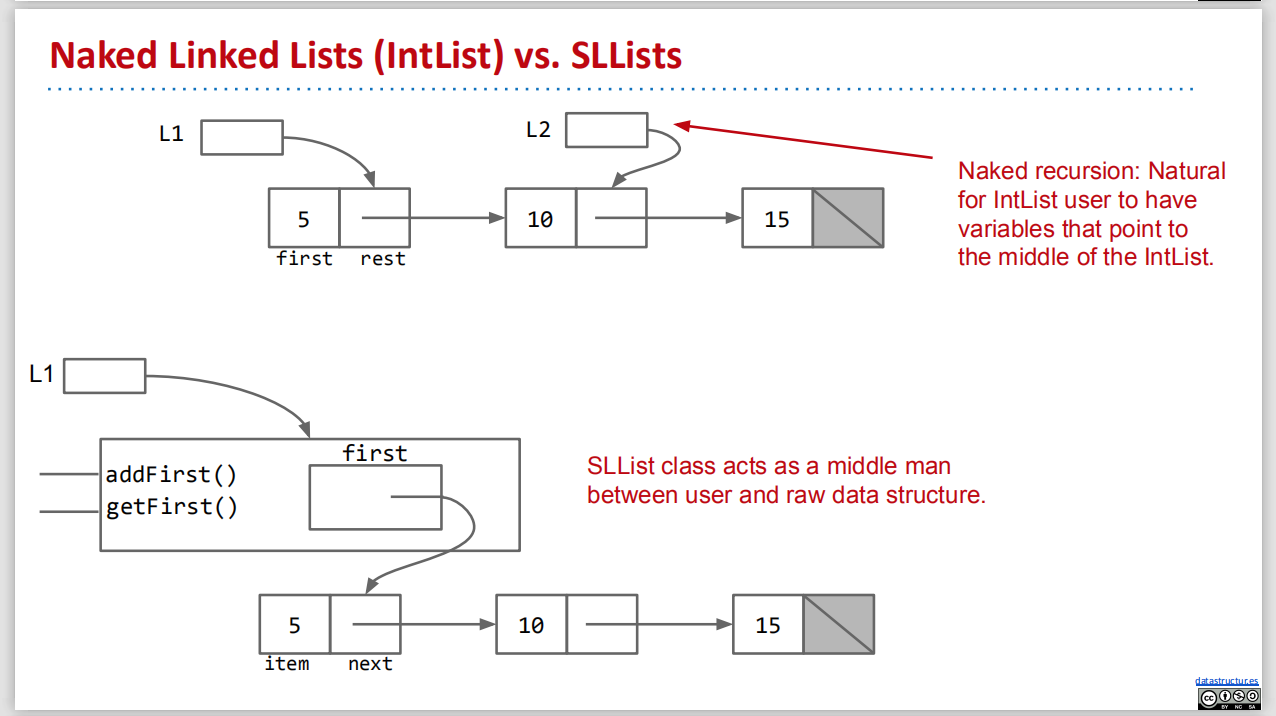 Naked Linked Lists (IntList) vs. SLLists
L1
L2
Naked recursion: Natural
for IntList user to have
variables that point to
the middle of the IntList.
5
10
15
first rest
L1
first
addFirst()
getFirst()
SLList class acts as a middle man
between user and raw data structure.
5
10
15
item next
datastructur.es
cc
BY NC SA